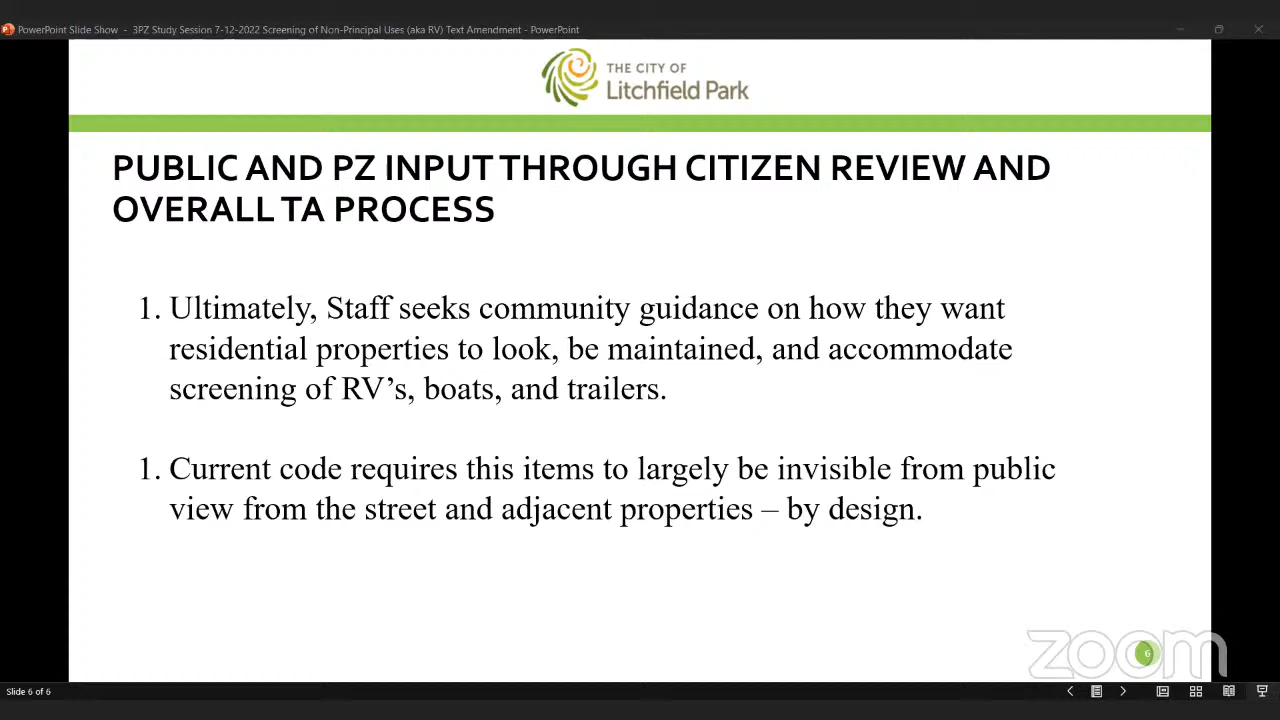 PowerPoint Slide Show - 3PZ Study Session 7-12-2022 Screening of Non-Principal Uses (aka RV) Text Amendment - PowerPoint
THE CITY OF
Litchfield Park
PUBLIC AND PZ INPUT THROUGH CITIZEN REVIEW AND
OVERALL TA PROCESS
1. Ultimately, Staff seeks community guidance on how they want
residential properties to look, be maintained, and accommodate
screening of RV’s, boats, and trailers.
1. Current code requires this items to largely be invisible from public
view from the street and adjacent properties – by design.
zoom
6
Slide 6 of 6